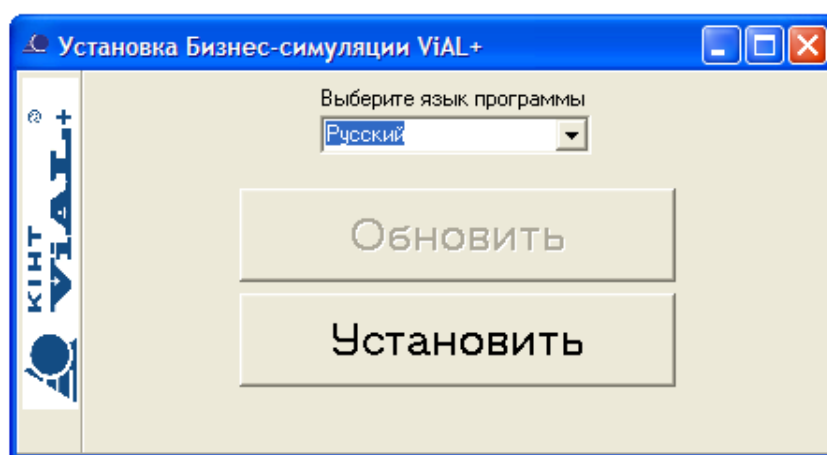 Установка Бизнес-симуляции ViAL+
Выберите язык программы
Русский
Обновить
Установить
КІНТ
ViAL+®